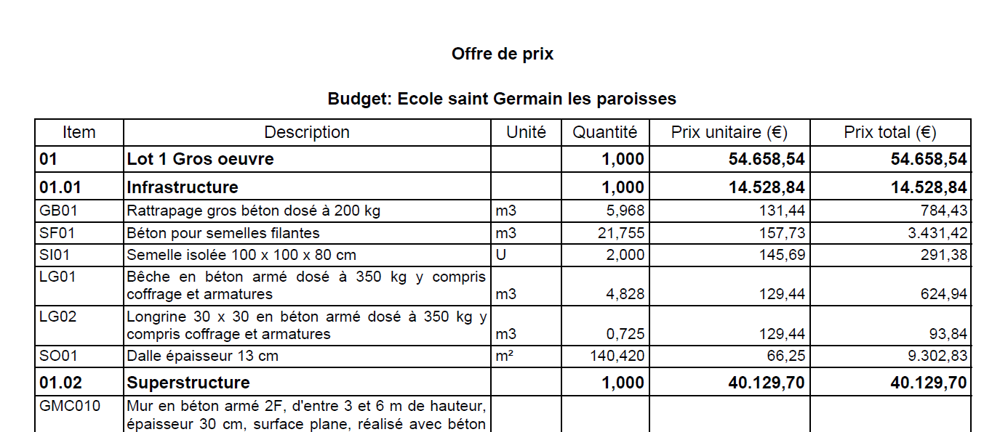 Offre de prix
Budget: Ecole saint Germain les paroisses
Item Description Unité Quantité Prix unitaire (€) Prix total (€)
01 Lot 1 Gros oeuvre 1,000 54.658,54 54.658,54
01.01 Infrastructure 1,000 14.528,84 14.528,84
GB01 Rattrapage gros béton dosé à 200 kg m3 5,968 131,44 784,43
SF01 Béton pour semelles filantes m3 21,755 157,73 3.431,42
SI01 Semelle isolée 100 x 100 x 80 cm U 2,000 145,69 291,38
LG01 Bêche en béton armé dosé à 350 kg y compris
coffrage et armatures m3 4,828 129,44 624,94
LG02 Longrine 30 x 30 en béton armé dosé à 350 kg y
compris coffrage et armatures m3 0,725 129,44 93,84
SO01 Dalle épaisseur 13 cm m² 140,420 66,25 9.302,83
01.02 Superstructure 1,000 40.129,70 40.129,70
GMC010 Mur en béton armé 2F, d'entre 3 et 6 m de hauteur,
épaisseur 30 cm, surface plane, réalisé avec béton